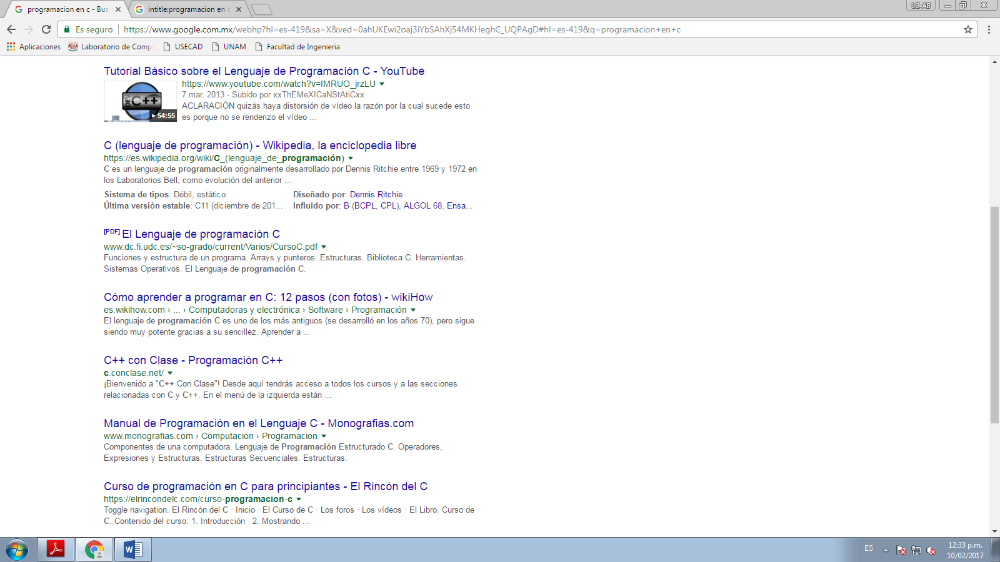 programacion en c - Bus
intitle:programacion en c
LC-AB
Es seguro
https://www.google.com.mx/webhp?hl=es-419&sa=X&ved=0ahUKEwi2oaj3iYbSAhXj54MKHeghC_UQPAgD#hl=es-419&q=programacion+en+c
Aplicaciones Laboratorio de Compu USECAD UNAM Facultad de Ingenieria
Tutorial Básico sobre el Lenguaje de Programación C - YouTube
https://www.youtube.com/watch?v=IMRUO_jrzLU
7 mar. 2013 - Subido por xxThEMeXICaNStAtiCxx
ACLARACIÓN quizás haya distorsión de vídeo la razón por la cual sucede esto
es porque no se renderizo el vídeo ...
DEV C++
54:55
C (lenguaje de programación) - Wikipedia, la enciclopedia libre
https://es.wikipedia.org/wiki/C_(lenguaje_de_programación)
C es un lenguaje de programación originalmente desarrollado por Dennis Ritchie entre 1969 y 1972 en
los Laboratorios Bell, como evolución del anterior ...
Sistema de tipos: Débil, estático Diseñado por: Dennis Ritchie
Última versión estable: C11 (diciembre de 201... Influido por: B (BCPL, CPL), ALGOL 68, Ensa...
[PDF] El Lenguaje de programación C
www.dc.fi.udc.es/~so-grado/current/Varios/CursoC.pdf
Funciones y estructura de un programa. Arrays y punteros. Estructuras. Biblioteca C. Herramientas.
Sistemas Operativos. El Lenguaje de programación C.
Cómo aprender a programar en C: 12 pasos (con fotos) - wikiHow
es.wikihow.com › ... › Computadoras y electrónica › Software › Programación
El lenguaje de programación C es uno de los más antiguos (se desarrolló en los años 70), pero sigue
siendo muy potente gracias a su sencillez. Aprender a ...
C++ con Clase - Programación C++
c.conclase.net/
¡Bienvenido a "C++ Con Clase"! Desde aquí tendrás acceso a todos los cursos y a las secciones
relacionadas con C y C++. En el menú de la izquierda están ...
Manual de Programación en el Lenguaje C - Monografias.com
www.monografias.com › Computacion › Programacion
Componentes de una computadora. Lenguaje de Programación Estructurado C. Operadores,
Expresiones y Estructuras. Estructuras Secuenciales. Estructuras.
Curso de programación en C para principiantes - El Rincón del C
https://elrincondelc.com/curso-programacion-c
Toggle navigation. El Rincón del C · Inicio · El Curso de C · Los foros · Los vídeos · El Libro. Curso de
C. Contenido del curso: 1. Introducción · 2. Mostrando ...
ES
12:33 p.m.
10/02/2017